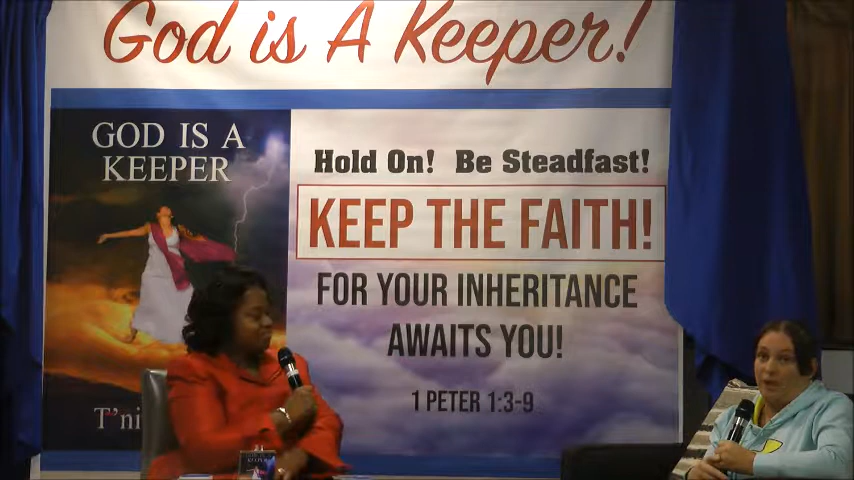 God is A Keeper!
GOD IS A
KEEPER
Hold On! Be Steadfast!
KEEP THE FAITH!
FOR YOUR INHERITANCE
AWAITS YOU!
1 PETER 1:3-9